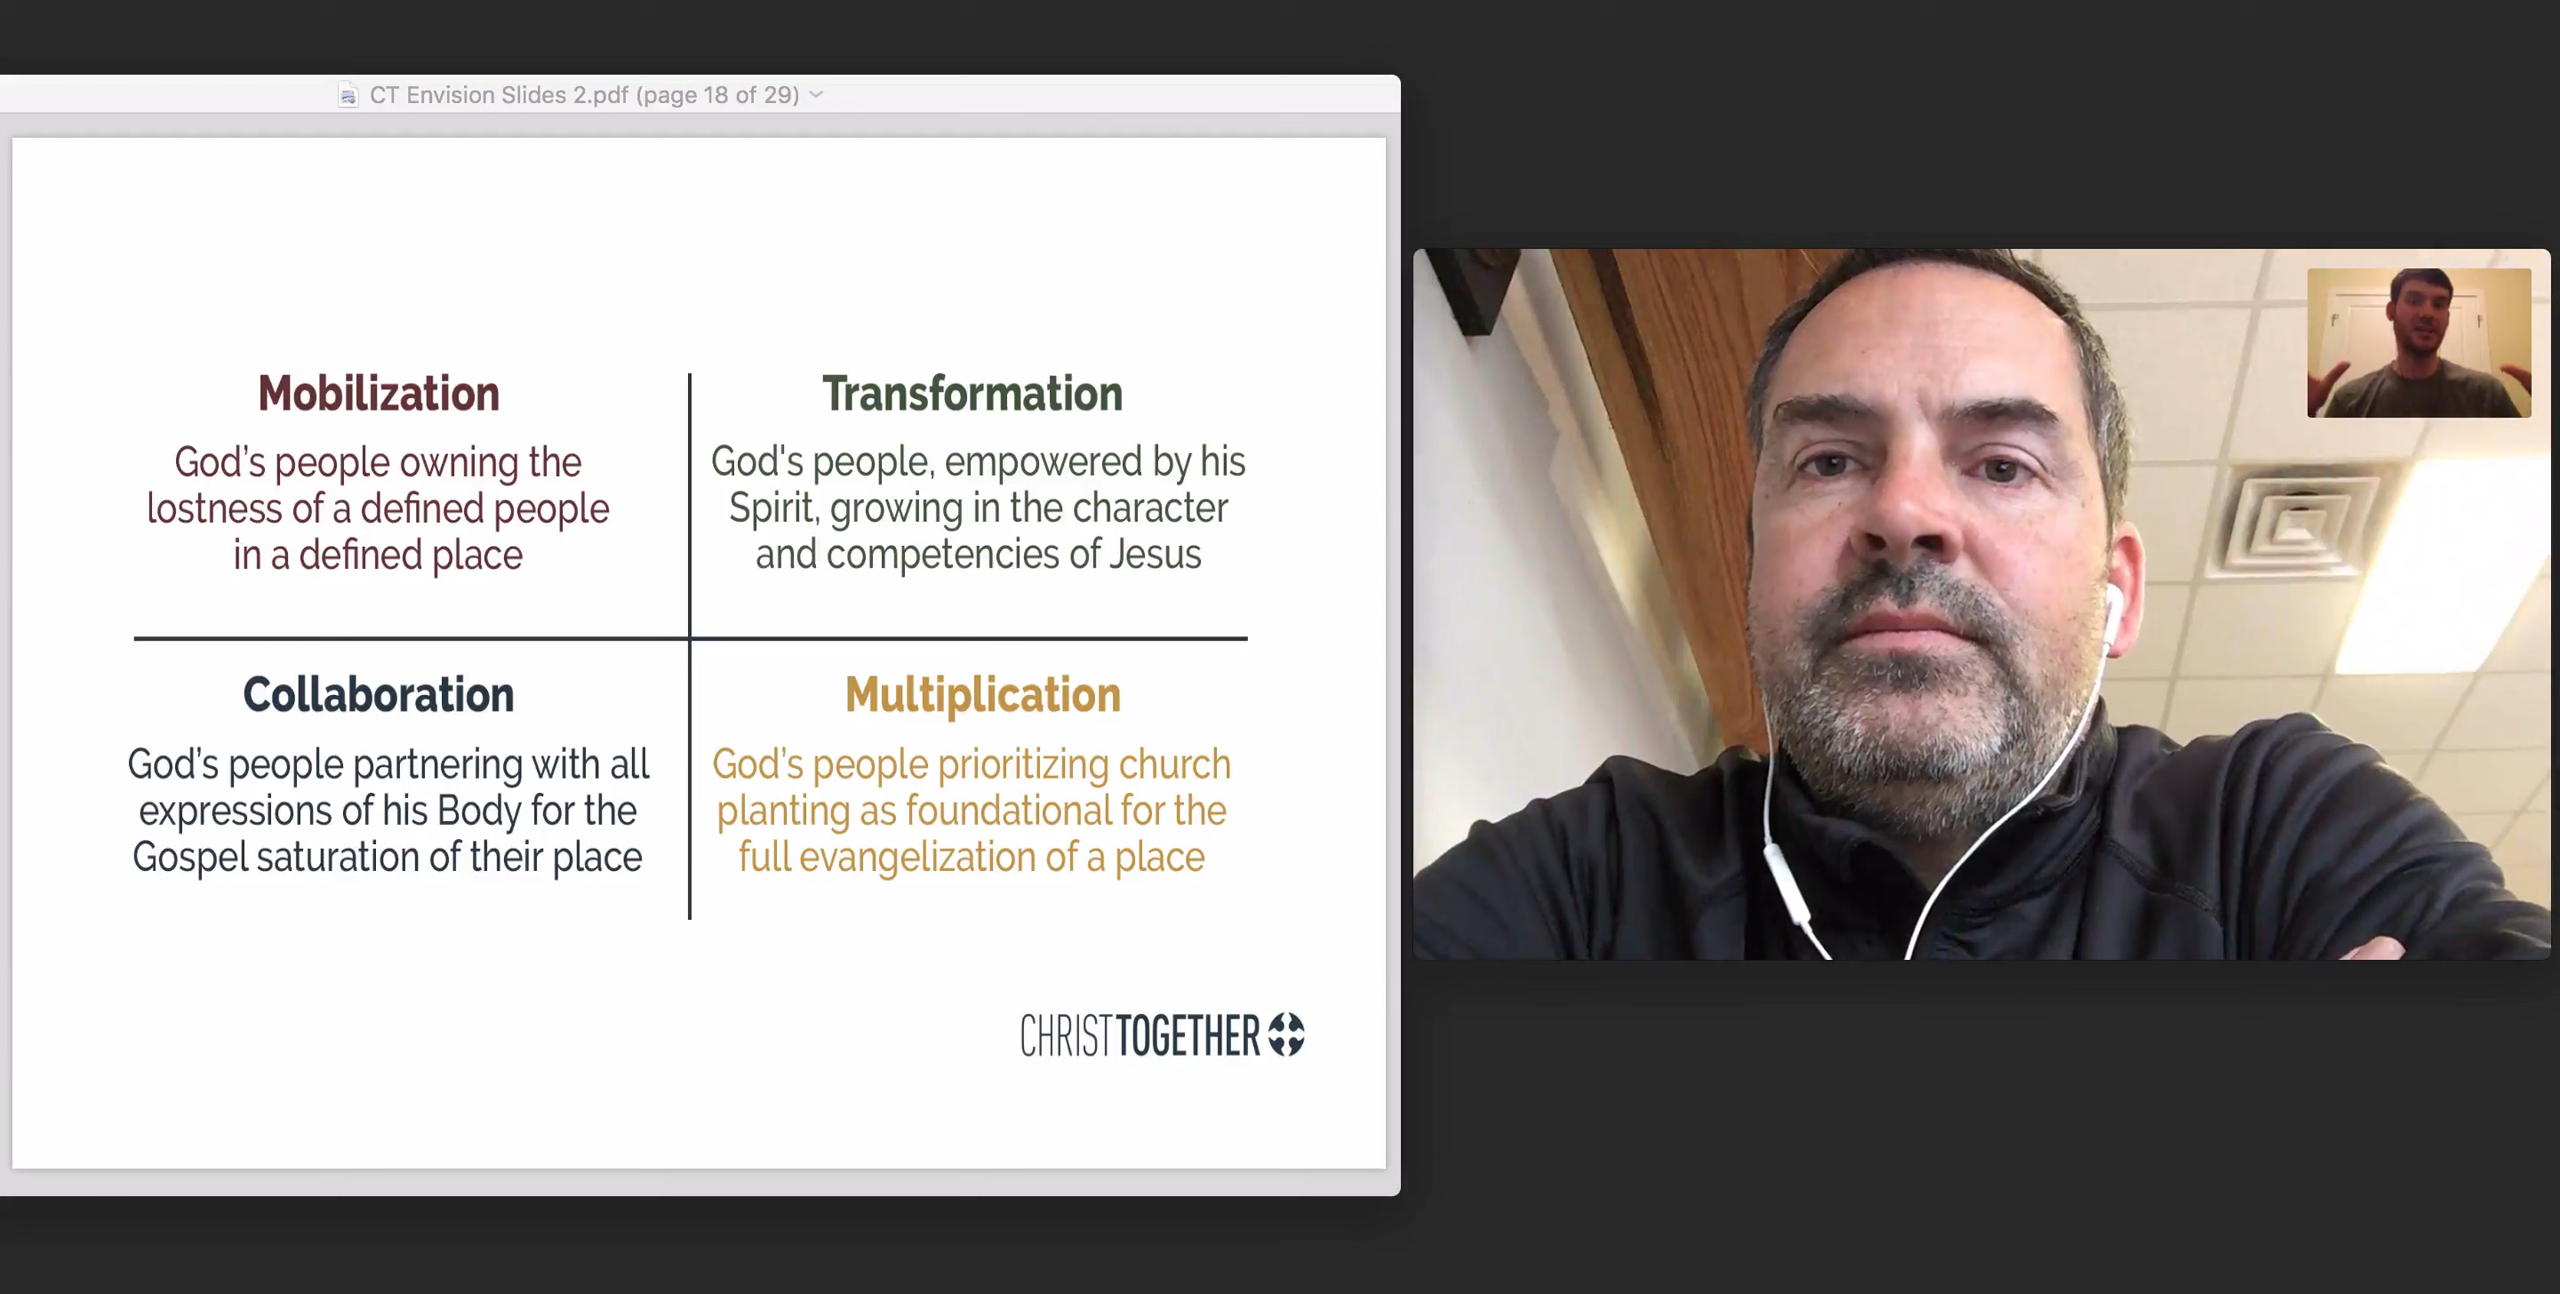 CT Envision Slides 2.pdf (page 18 of 29)
Mobilization
God’s people owning the
lostness of a defined people
in a defined place
Transformation
God's people, empowered by his
Spirit, growing in the character
and competencies of Jesus
Collaboration
God’s people partnering with all
expressions of his Body for the
Gospel saturation of their place
Multiplication
God’s people prioritizing church
planting as foundational for the
full evangelization of a place
CHRISTTOGETHER